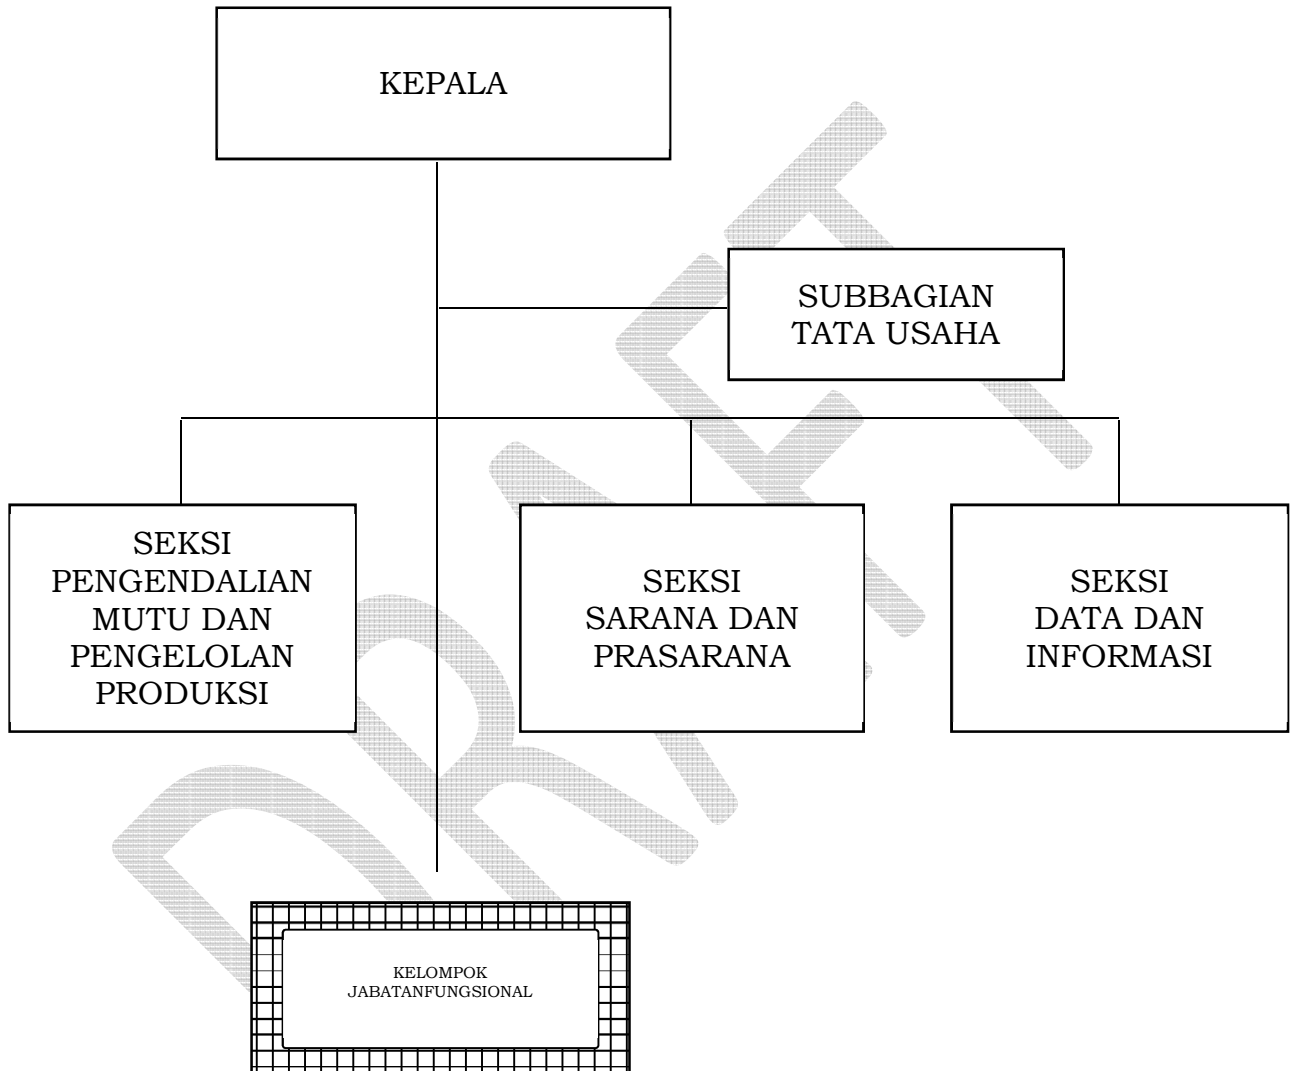 KEPALA
SUBBAGIAN
TATA USAHA
SEKSI
PENGENDALIAN
MUTU DAN
PENGELOLAN
PRODUKSI
SEKSI
SARANA DAN
PRASARANA
SEKSI
DATA DAN
INFORMASI
KELOMPOK
JABATANFUNGSIONAL
DRAFT